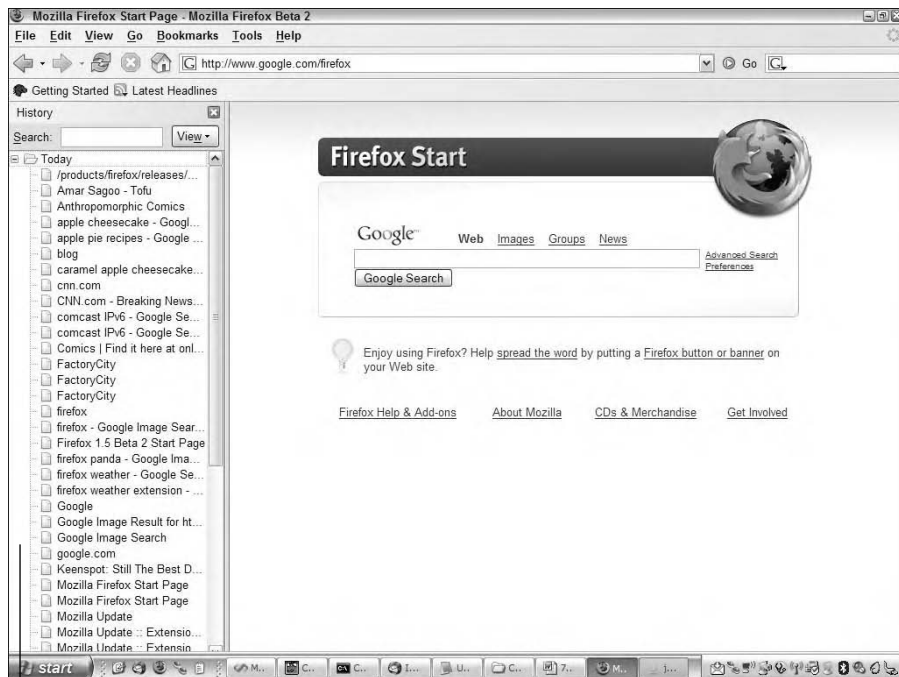 Mozilla Firefox Start Page - Mozilla Firefox Beta 2
File Edit View Go Bookmarks Tools Help
http://www.google.com/firefox
Go
Getting Started Latest Headlines
History
Search: View
Today
/products/firefox/releases/...
Amar Sagoo - Tofu
Anthropomorphic Comics
apple cheesecake - Googl...
apple pie recipes - Google ...
blog
caramel apple cheesecake...
cnn.com
CNN.com - Breaking News...
comcast IPv6 - Google Se...
comcast IPv6 - Google Se...
Comics | Find it here at onl...
FactoryCity
FactoryCity
FactoryCity
firefox
firefox - Google Image Sear...
Firefox 1.5 Beta 2 Start Page
firefox panda - Google Ima...
firefox weather - Google Se...
firefox weather extension - ...
Google
Google Image Result for ht...
Google Image Search
google.com
Keenspot: Still The Best D...
Mozilla Firefox Start Page
Mozilla Firefox Start Page
Mozilla Update
Mozilla Update :: Extensio...
Mozilla Update :: Extensio...
Firefox Start
Google
Web Images Groups News
Advanced Search
Preferences
Google Search
Enjoy using Firefox? Help spread the word by putting a Firefox button or banner on
your Web site.
Firefox Help & Add-ons About Mozilla CDs & Merchandise Get Involved
start M... C... C... I... U... C... 7... M... j...